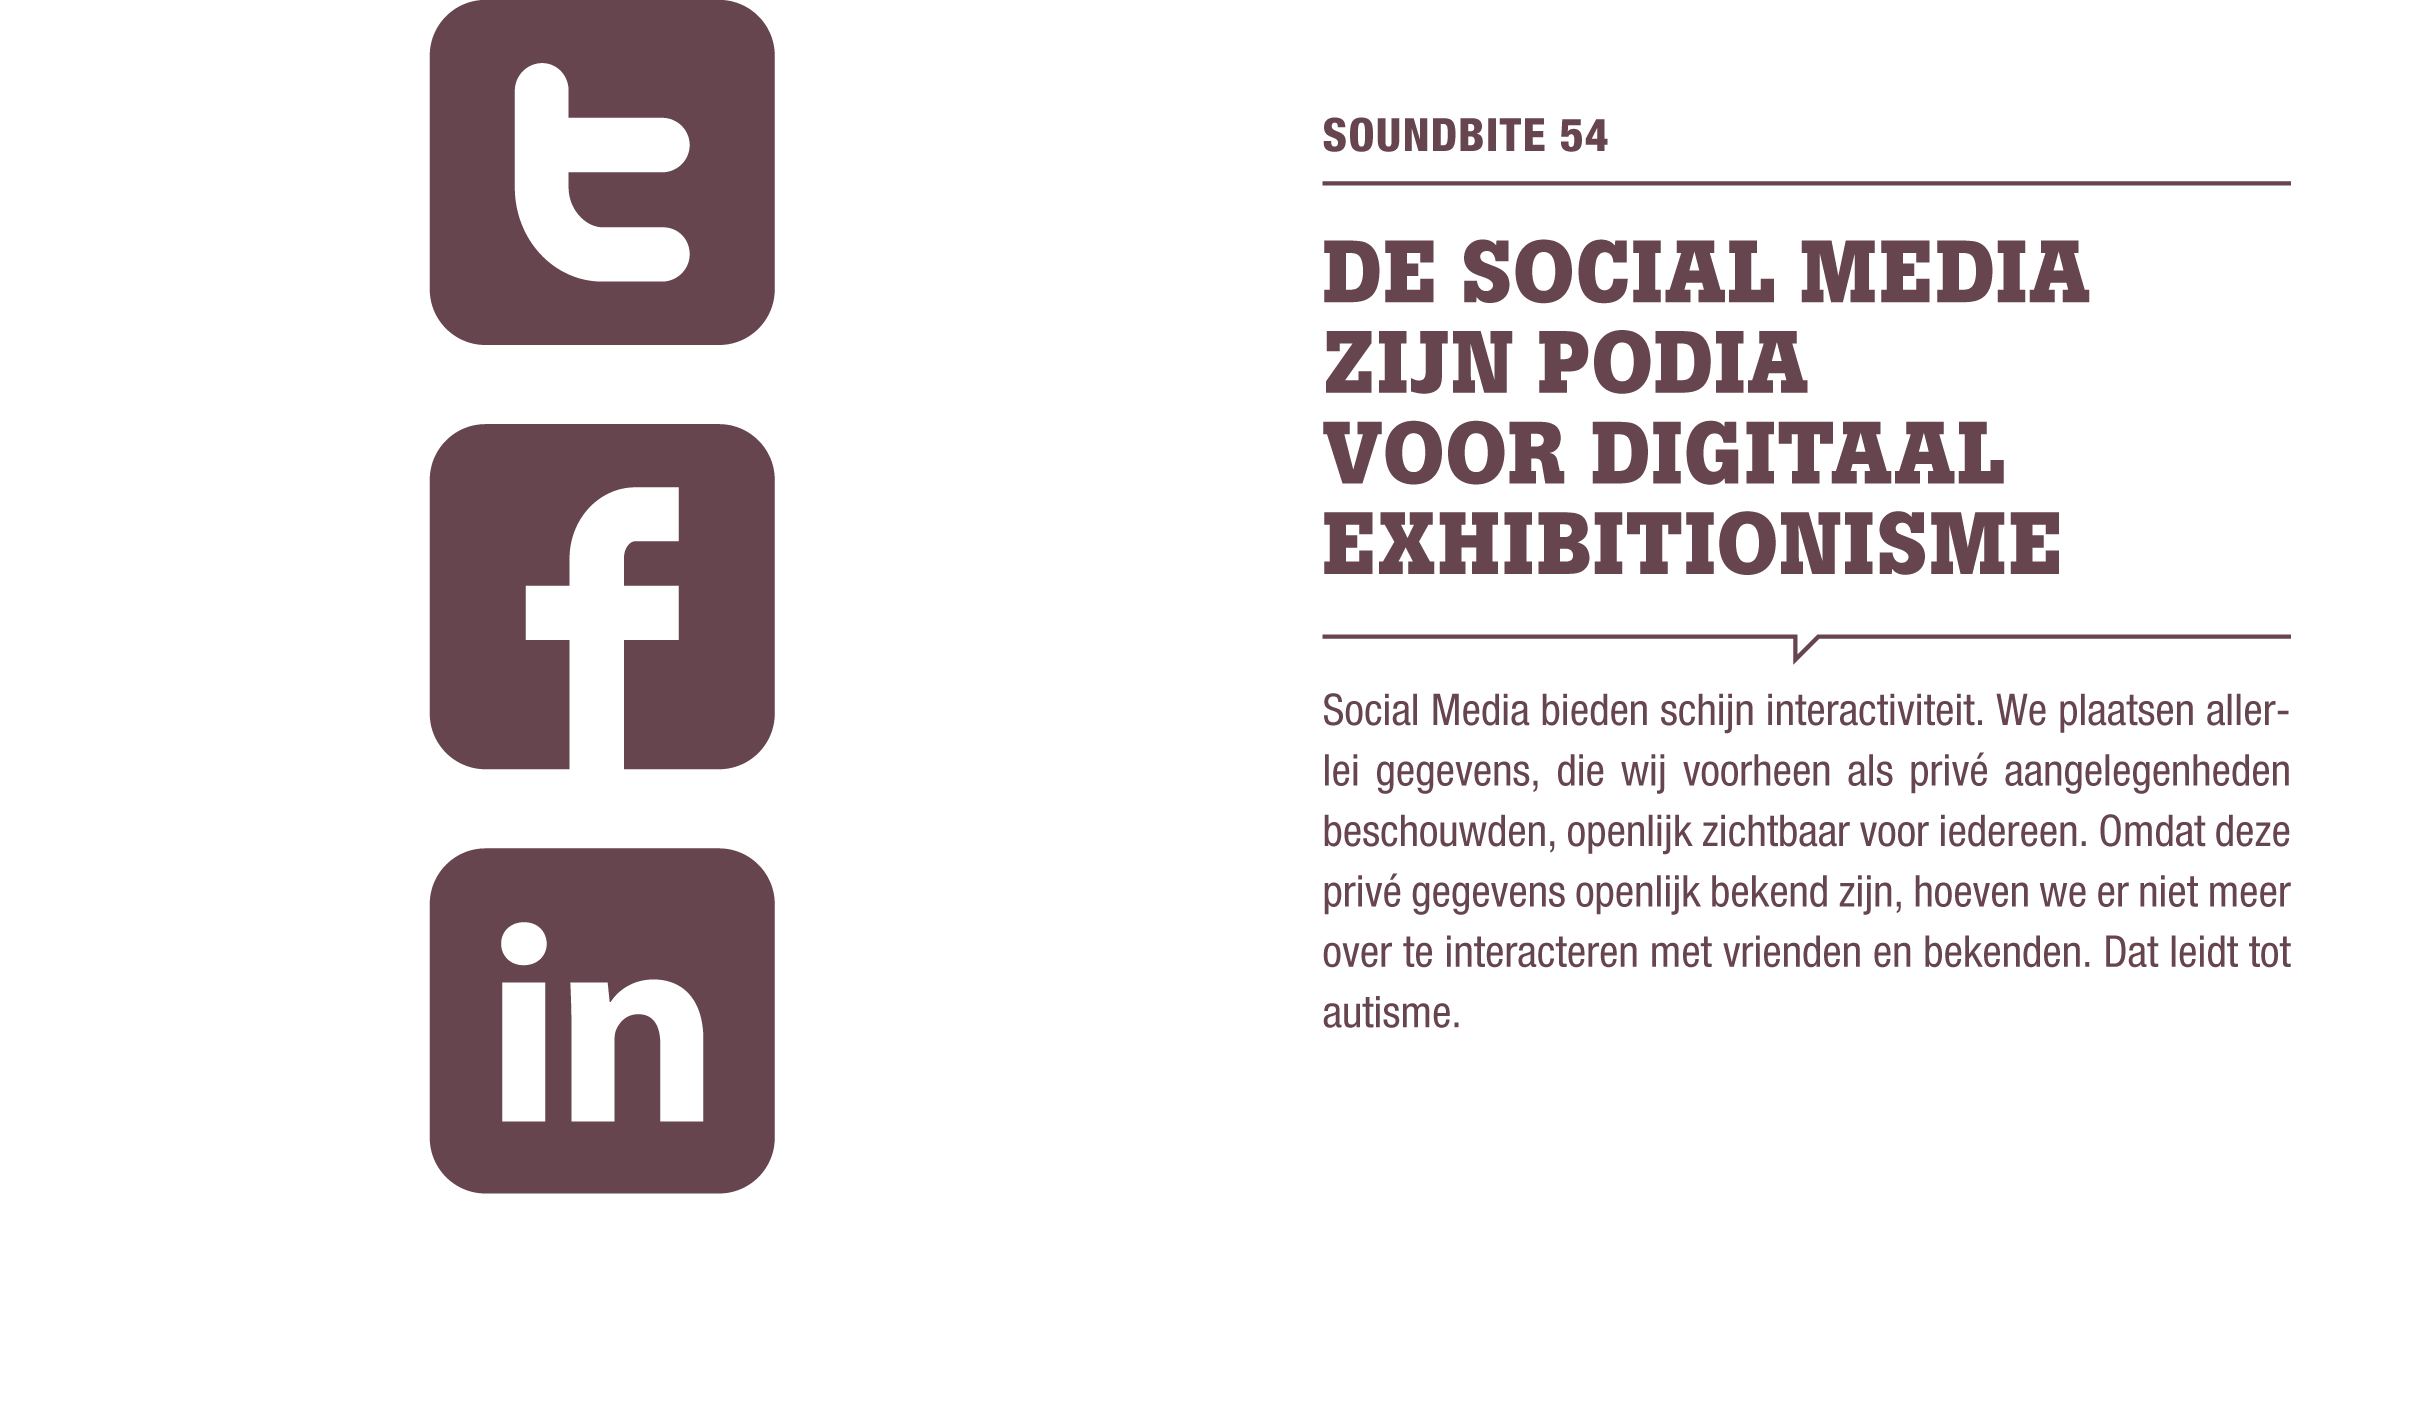 t
f
in
SOUNDBITE 54
DE SOCIAL MEDIA
ZIJN PODIA
VOOR DIGITAAL
EXHIBITIONISME
Social Media bieden schijn interactiviteit. We plaatsen aller-
lei gegevens, die wij voorheen als privé aangelegenheden
beschouwden, openlijk zichtbaar voor iedereen. Omdat deze
privé gegevens openlijk bekend zijn, hoeven we er niet meer
over te interacteren met vrienden en bekenden. Dat leidt tot
autisme.